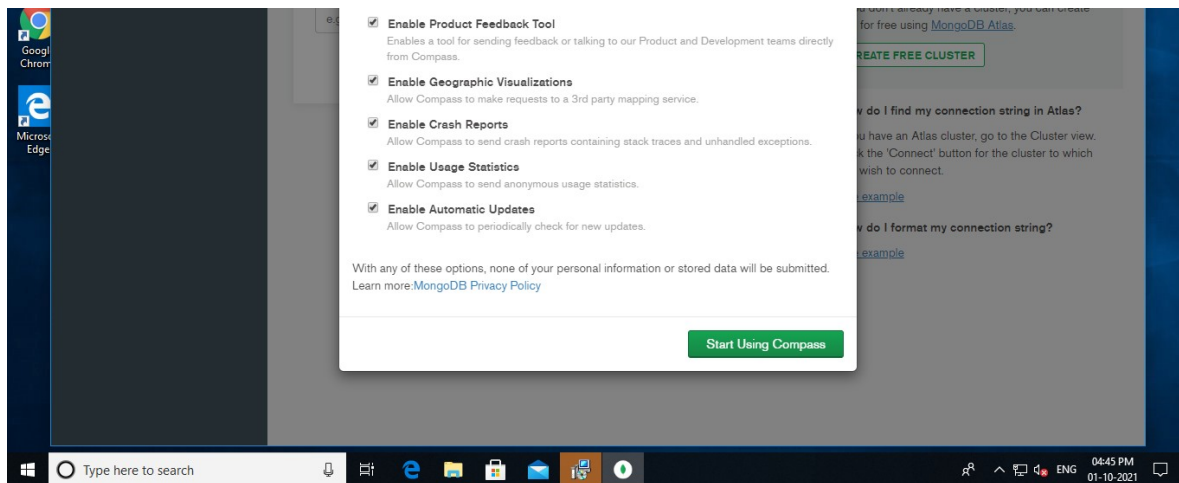 Enable Product Feedback Tool
Enables a tool for sending feedback or talking to our Product and Development teams directly
from Compass.
Enable Geographic Visualizations
Allow Compass to make requests to a 3rd party mapping service.
Enable Crash Reports
Allow Compass to send crash reports containing stack traces and unhandled exceptions.
Enable Usage Statistics
Allow Compass to send anonymous usage statistics.
Enable Automatic Updates
Allow Compass to periodically check for new updates.
With any of these options, none of your personal information or stored data will be submitted.
Learn more:MongoDB Privacy Policy
Start Using Compass
e.g
for free using MongoDB Atlas.
REATE FREE CLUSTER
do I find my connection string in Atlas?
u have an Atlas cluster, go to the Cluster view.
k the 'Connect' button for the cluster to which
wish to connect.
example
do I format my connection string?
example
Googl
Chrom
Micros
Edge
Type here to search
ENG
04:45 PM
01-10-2021